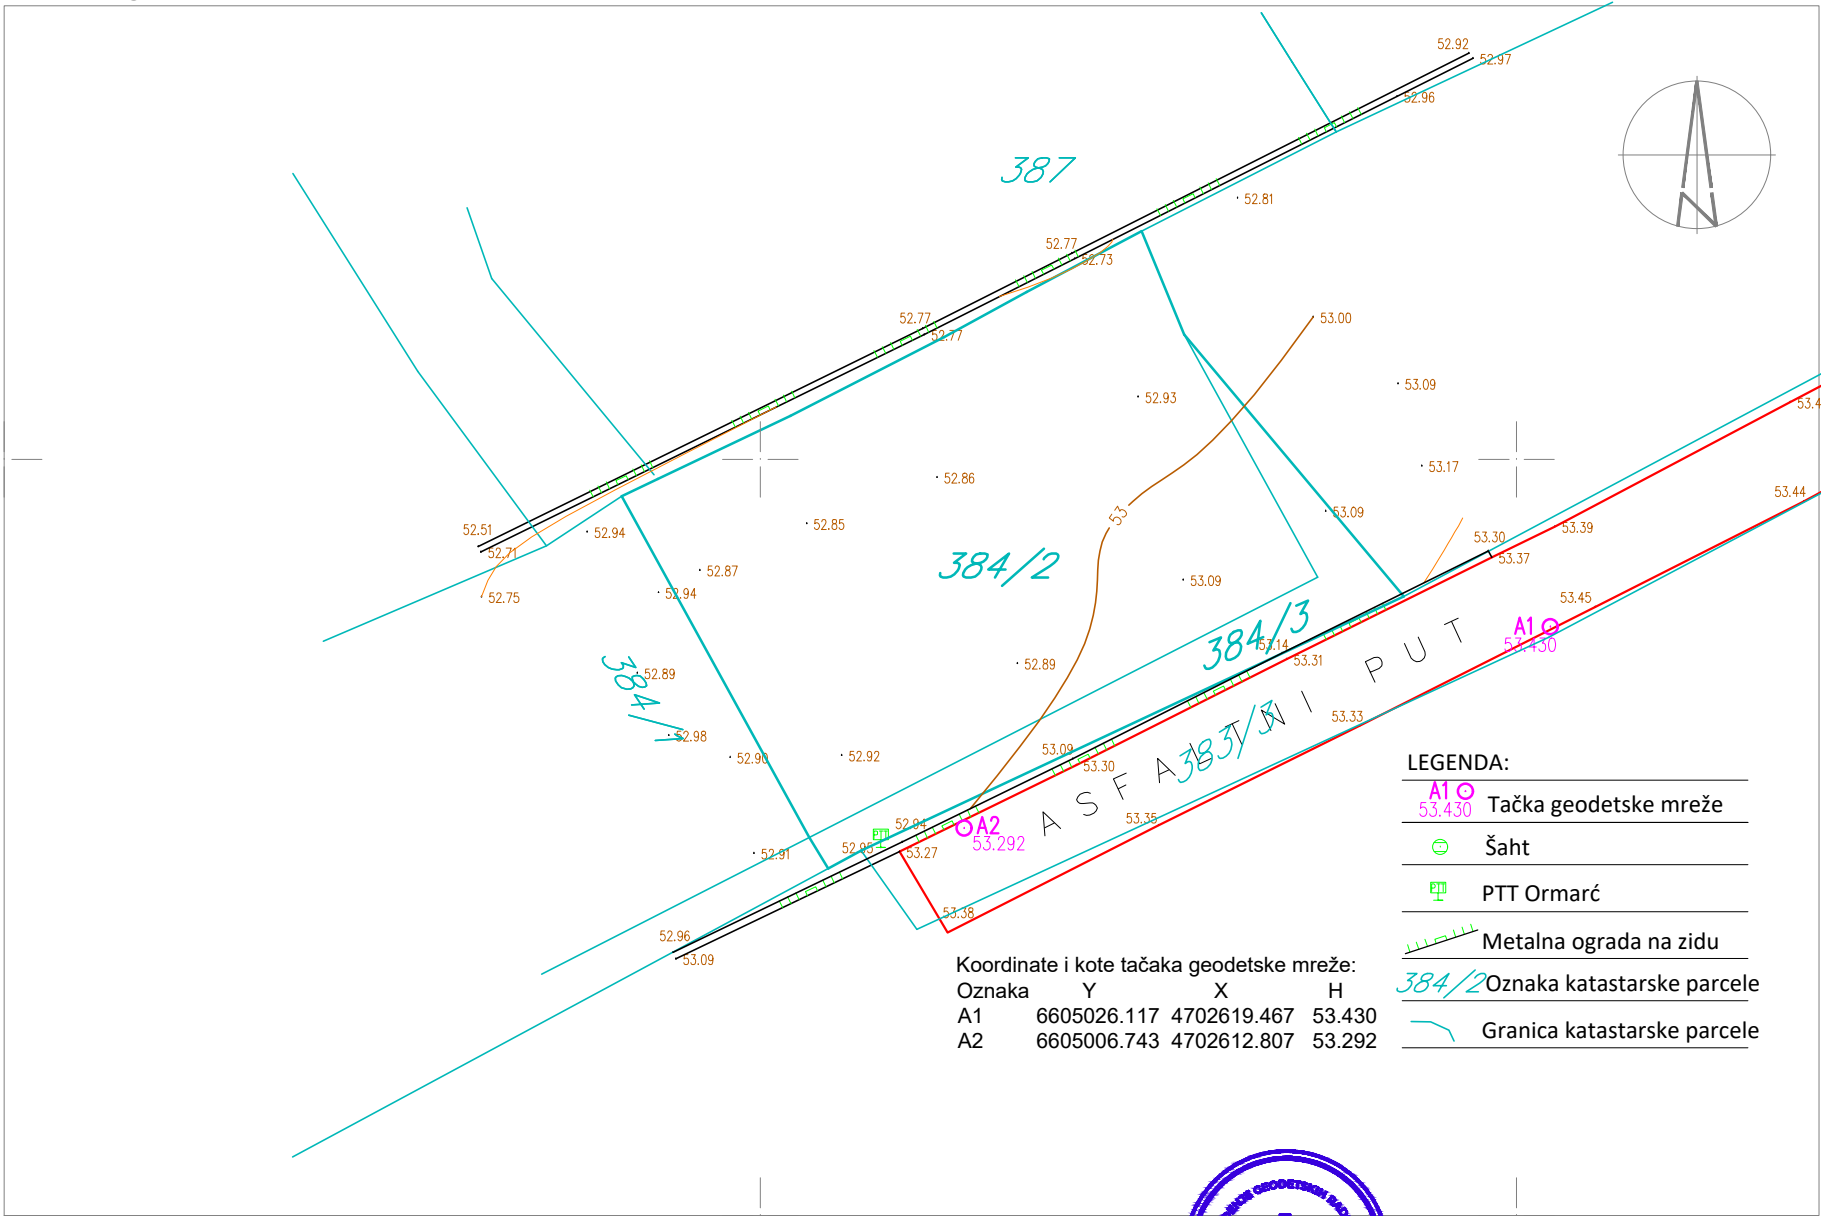 52.92
52.97
52.96
387
52.81
52.77
52.73
N
53.00
52.77
52.77
53.09
52.93
53.4
53.17
52.86
53.44
53
53.09
52.85
52.51
52.94
52.71
53.39
53.30
53.37
384/2
52.87
53.09
52.94
52.75
53.45
384/3
A1
53.430
53.14
53.31
52.89
52.89
384/1
53.33
383/3
ASFALTNI PUT
52.98
52.90
52.92
53.09
53.30
52.94
PTT
A2
53.292
53.35
52.95
53.27
52.91
53.38
52.96
53.09
LEGENDA:
A1
53.430
Tačka geodetske mreže
Šaht
PTT
PTT Ormarć
Metalna ograda na zidu
384/2 Oznaka katastarske parcele
Granica katastarske parcele
Koordinate i kote tačaka geodetske mreže:
Oznaka Y X H
A1 6605026.117 4702619.467 53.430
A2 6605006.743 4702612.807 53.292
GEODETSKIH